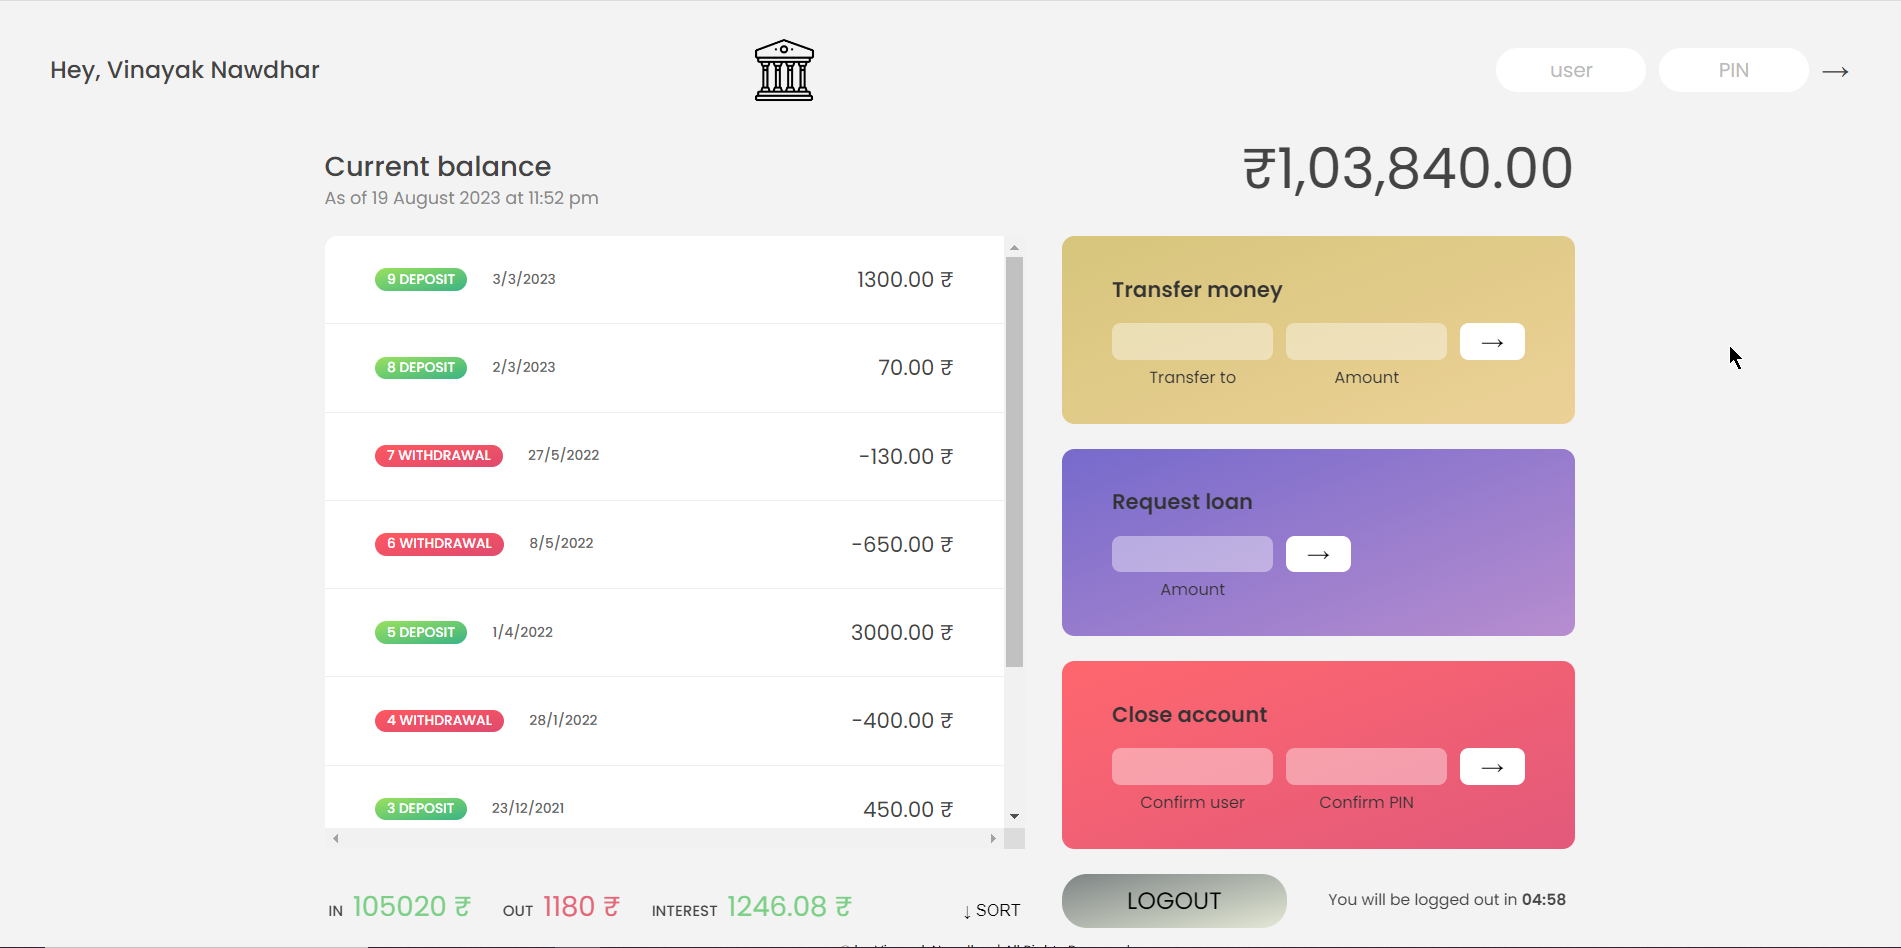 Hey, Vinayak Nawdhar
user
PIN
→
Current balance
As of 19 August 2023 at 11:52 pm
₹1,03,840.00
9 DEPOSIT 3/3/2023 1300.00 ₹
8 DEPOSIT 2/3/2023 70.00 ₹
7 WITHDRAWAL 27/5/2022 -130.00 ₹
6 WITHDRAWAL 8/5/2022 -650.00 ₹
5 DEPOSIT 1/4/2022 3000.00 ₹
4 WITHDRAWAL 28/1/2022 -400.00 ₹
3 DEPOSIT 23/12/2021 450.00 ₹
Transfer money
→
Transfer to Amount
Request loan
→
Amount
Close account
→
Confirm user Confirm PIN
IN 105020 ₹ OUT 1180 ₹ INTEREST 1246.08 ₹ ↓ SORT
LOGOUT
You will be logged out in 04:58